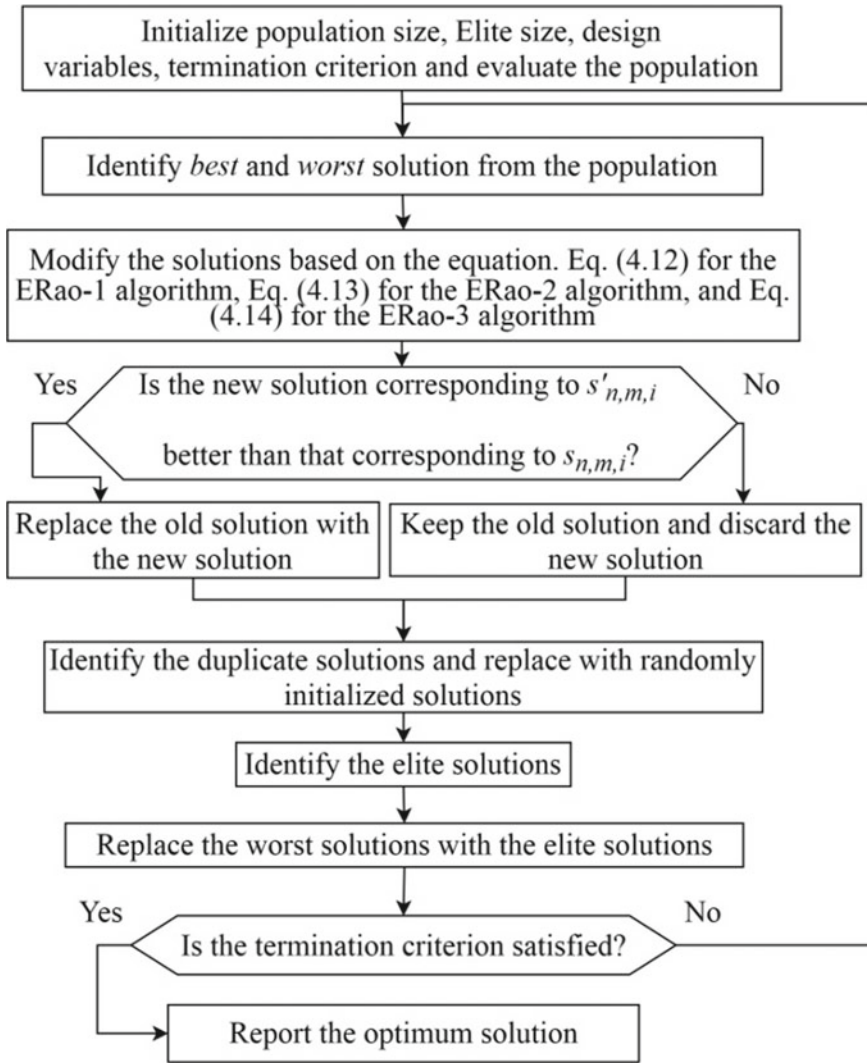 Initialize population size, Elite size, design
variables, termination criterion and evaluate the population
Identify best and worst solution from the population
Modify the solutions based on the equation. Eq. (4.12) for the
ERao-1 algorithm, Eq. (4.13) for the ERao-2 algorithm, and Eq.
(4.14) for the ERao-3 algorithm
Yes
Is the new solution corresponding to s'n,m,i
No
better than that corresponding to sn,m,i?
Replace the old solution with
the new solution
Keep the old solution and discard the
new solution
Identify the duplicate solutions and replace with randomly
initialized solutions
Identify the elite solutions
Replace the worst solutions with the elite solutions
Yes
No
Is the termination criterion satisfied?
Report the optimum solution